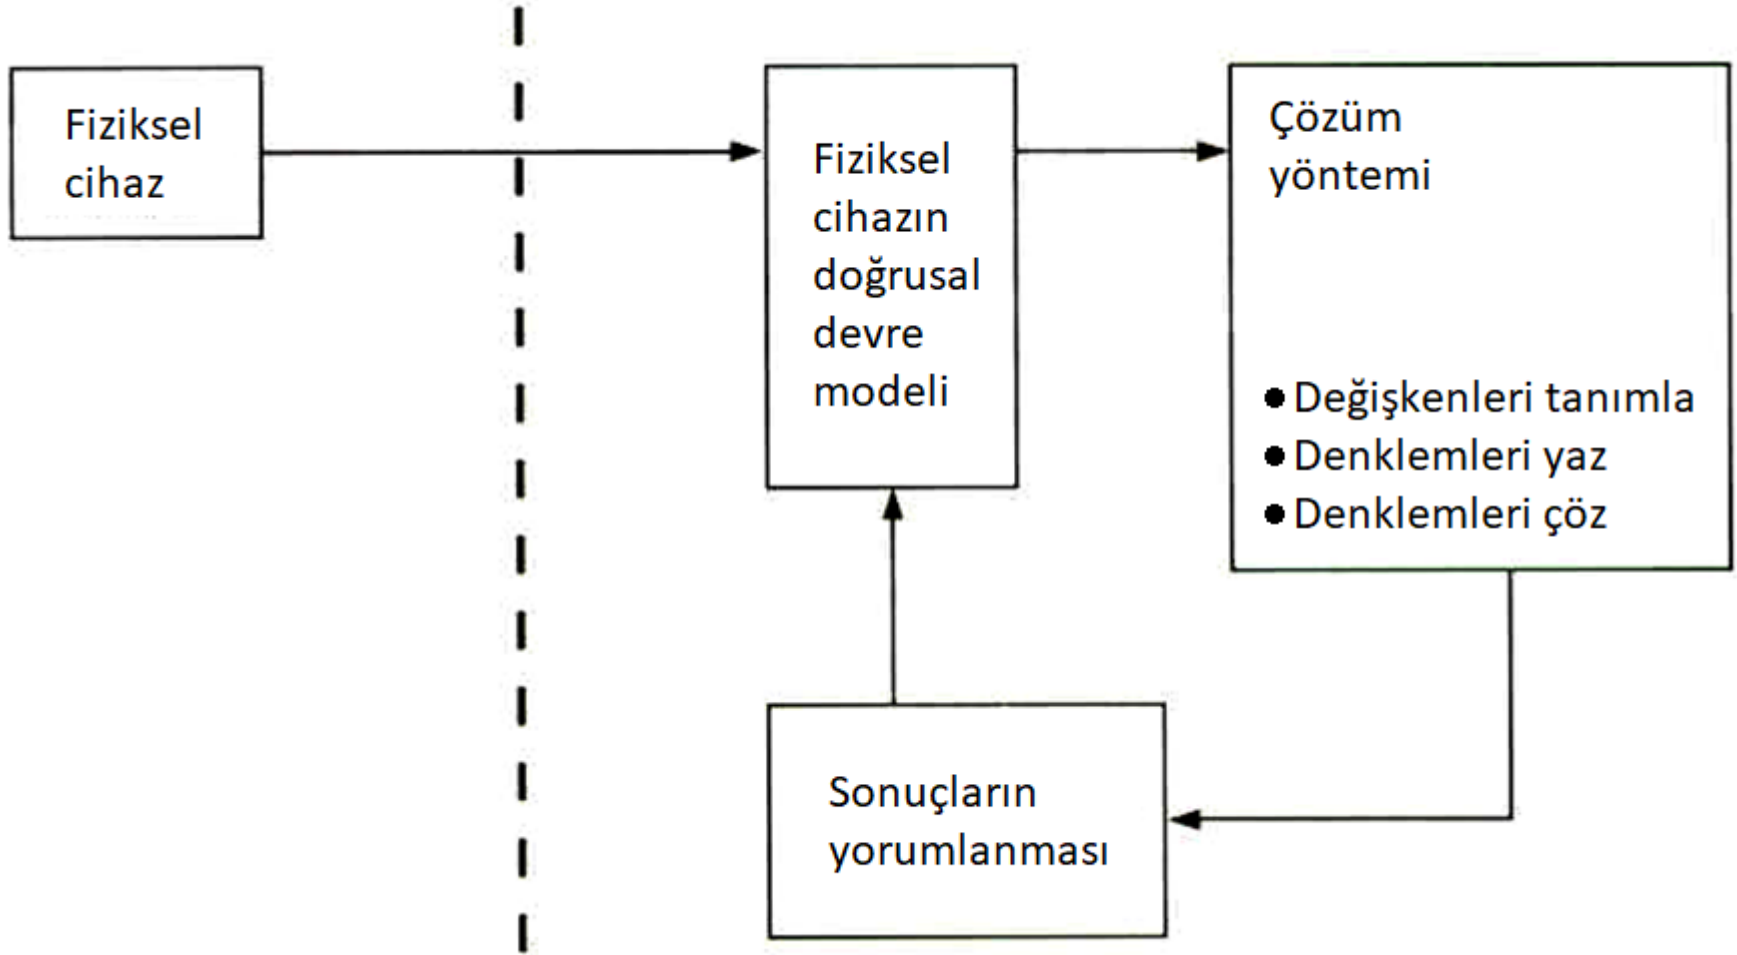 Fiziksel
cihaz
Fiziksel
cihazın
doğrusal
devre
modeli
Çözüm
yöntemi
● Değişkenleri tanımla
● Denklemleri yaz
● Denklemleri çöz
Sonuçların
yorumlanması